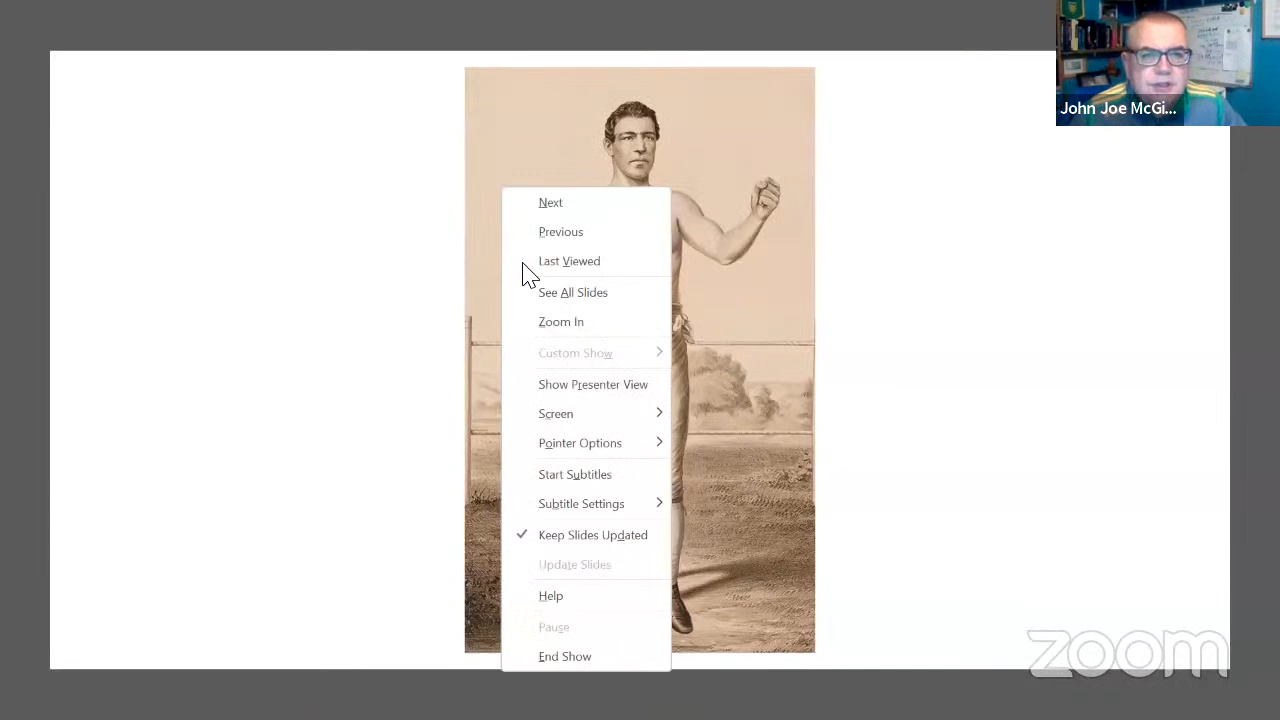 John Joe McGi...
Next
Previous
Last Viewed
See All Slides
Zoom In
Custom Show
Show Presenter View
Screen
Pointer Options
Start Subtitles
Subtitle Settings
Keep Slides Updated
Update Slides
Help
Pause
End Show
zoom